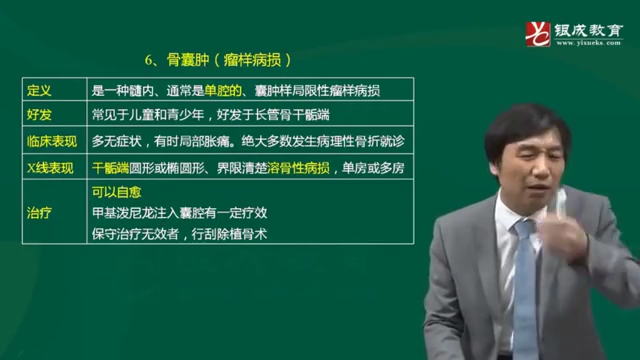 银成教育
www.yixueks.com
6、骨囊肿（瘤样病损）
定义 是一种髓内、通常是单腔的、囊肿样局限性瘤样病损
好发 常见于儿童和青少年，好发于长管骨干骺端
临床表现 多无症状，有时局部胀痛。绝大多数发生病理性骨折就诊
X线表现 干骺端圆形或椭圆形、界限清楚溶骨性病损，单房或多房
治疗 可以自愈
甲基泼尼龙注入囊腔有一定疗效
保守治疗无效者，行刮除植骨术